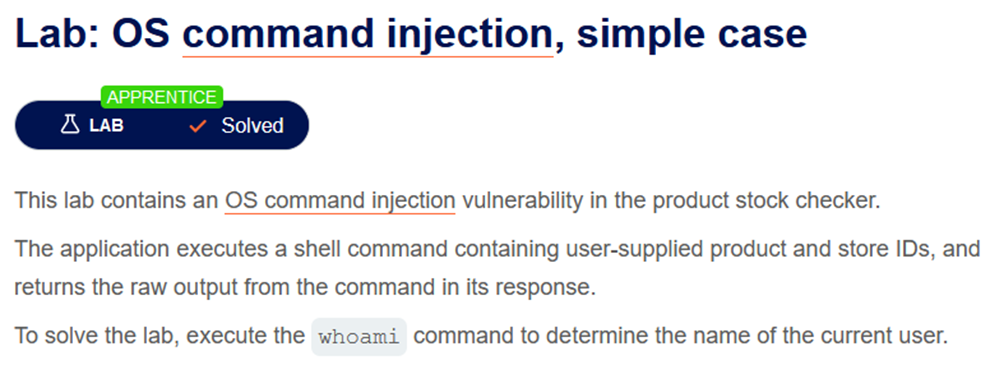 Lab: OS command injection, simple case
APPRENTICE
LAB Solved
This lab contains an OS command injection vulnerability in the product stock checker.
The application executes a shell command containing user-supplied product and store IDs, and
returns the raw output from the command in its response.
To solve the lab, execute the whoami command to determine the name of the current user.